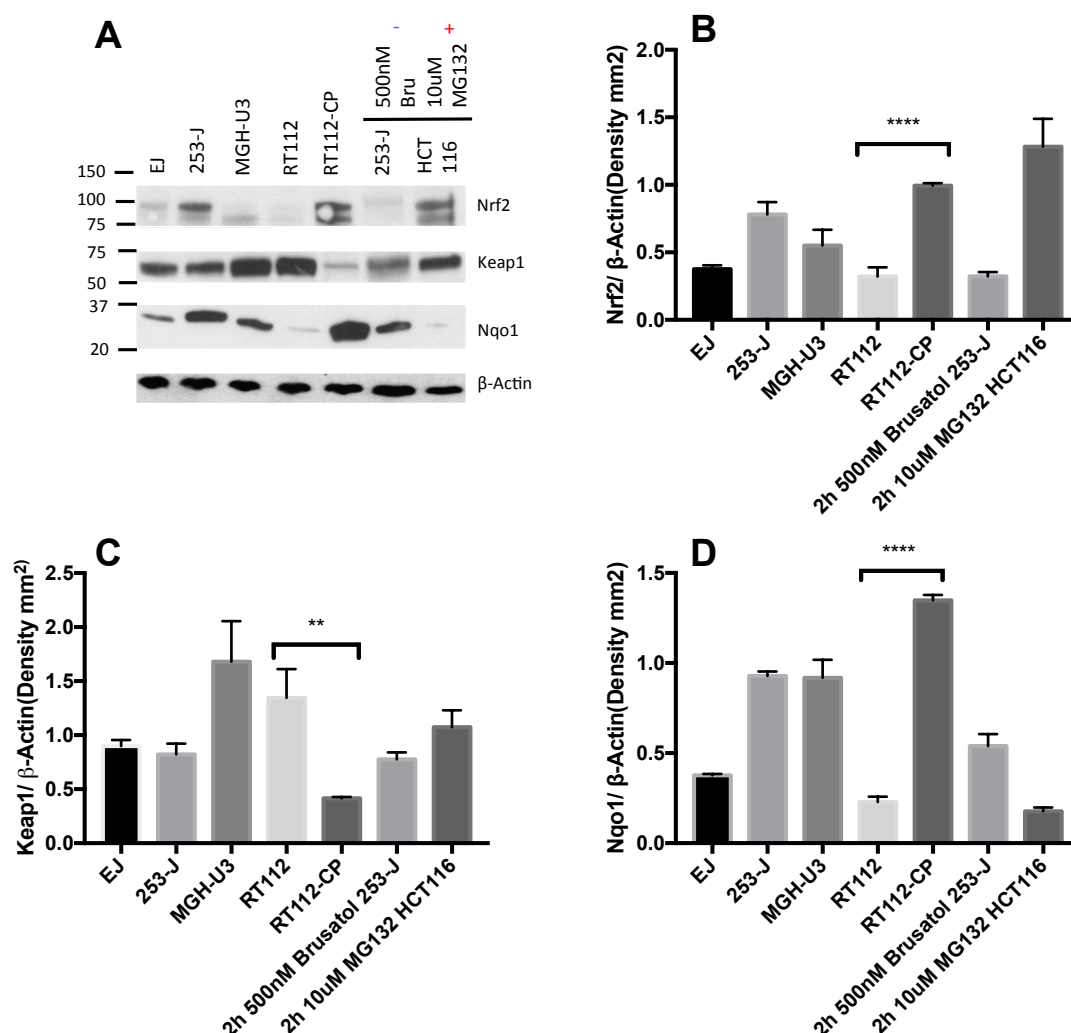 A
-
+
500nM
Bru
10uM
MG132
EJ
253-J
MGH-U3
RT112
RT112-CP
253-J
HCT
116
150
100
75
Nrf2
75
50
Keap1
37
20
Nqo1
β-Actin
B
Nrf2/ β-Actin(Density mm2)
2.0
1.5
1.0
0.5
0.0
****
EJ
253-J
MGH-U3
RT112
RT112-CP
2h 500nM Brusatol 253-J
2h 10uM MG132 HCT116
C
Keap1/ β-Actin(Density mm²)
2.5
2.0
1.5
1.0
0.5
0.0
**
EJ
253-J
MGH-U3
RT112
RT112-CP
2h 500nM Brusatol 253-J
2h 10uM MG132 HCT116
D
Nqo1/ β-Actin(Density mm2)
1.5
1.0
0.5
0.0
****
EJ
253-J
MGH-U3
RT112
RT112-CP
2h 500nM Brusatol 253-J
2h 10uM MG132 HCT116